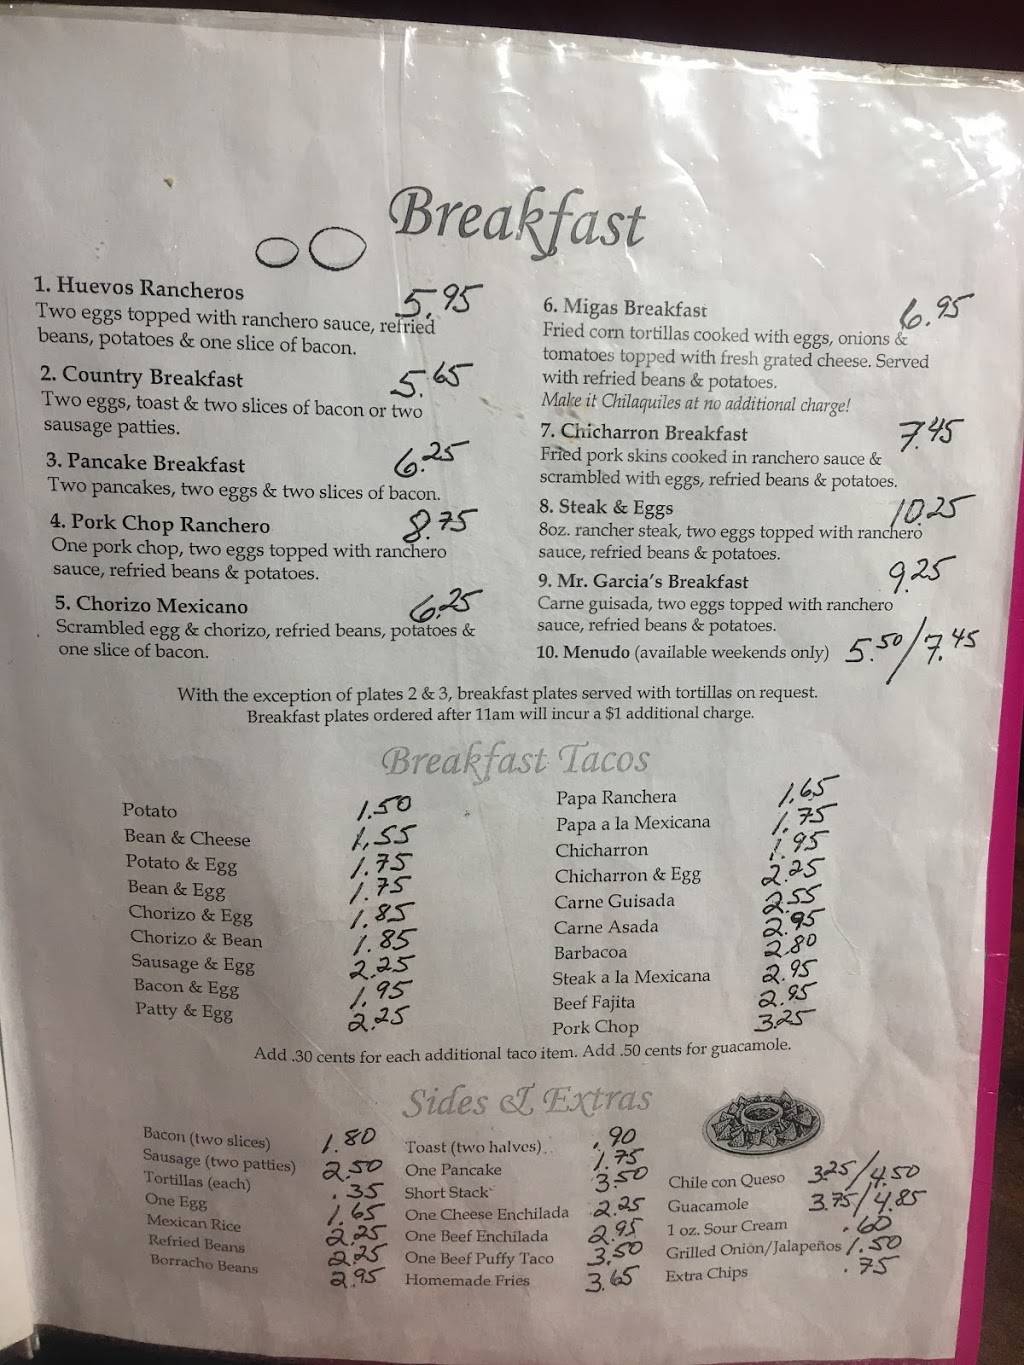 Breakfast
1. Huevos Rancheros 5.95
Two eggs topped with ranchero sauce, refried
beans, potatoes & one slice of bacon.
2. Country Breakfast 5.65
Two eggs, toast & two slices of bacon or two
sausage patties.
3. Pancake Breakfast 6.25
Two pancakes, two eggs & two slices of bacon.
4. Pork Chop Ranchero 8.75
One pork chop, two eggs topped with ranchero
sauce, refried beans & potatoes.
5. Chorizo Mexicano 6.25
Scrambled egg & chorizo, refried beans, potatoes &
one slice of bacon.
6. Migas Breakfast 6.95
Fried corn tortillas cooked with eggs, onions &
tomatoes topped with fresh grated cheese. Served
with refried beans & potatoes.
Make it Chilaquiles at no additional charge!
7. Chicharron Breakfast 7.45
Fried pork skins cooked in ranchero sauce &
scrambled with eggs, refried beans & potatoes.
8. Steak & Eggs 10.25
8oz. rancher steak, two eggs topped with ranchero
sauce, refried beans & potatoes.
9. Mr. Garcia's Breakfast 9.25
Carne guisada, two eggs topped with ranchero
sauce, refried beans & potatoes.
10. Menudo (available weekends only) 5.50/7.45
With the exception of plates 2 & 3, breakfast plates served with tortillas on request.
Breakfast plates ordered after 11am will incur a $1 additional charge.
Breakfast Tacos
Potato 1.50
Bean & Cheese 1.55
Potato & Egg 1.75
Bean & Egg 1.75
Chorizo & Egg 1.85
Chorizo & Bean 1.85
Sausage & Egg 2.25
Bacon & Egg 1.95
Patty & Egg 2.25
Papa Ranchera 1.65
Papa a la Mexicana 1.75
Chicharron 1.95
Chicharron & Egg 2.25
Carne Guisada 2.55
Carne Asada 2.95
Barbacoa 2.80
Steak a la Mexicana 2.95
Beef Fajita 2.95
Pork Chop 3.25
Add .30 cents for each additional taco item. Add .50 cents for guacamole.
Sides & Extras
Bacon (two slices) 1.80
Sausage (two patties) 2.50
Tortillas (each) .35
One Egg 1.65
Mexican Rice 2.25
Refried Beans 2.25
Borracho Beans 2.95
Toast (two halves) .90
One Pancake 1.75
Short Stack 3.50
One Cheese Enchilada 2.25
One Beef Enchilada 2.95
One Beef Puffy Taco 3.50
Homemade Fries 3.65
Chile con Queso 3.25/4.50
Guacamole 3.75/4.85
1 oz. Sour Cream .60
Grilled Onion/Jalapeños 1.50
Extra Chips .75